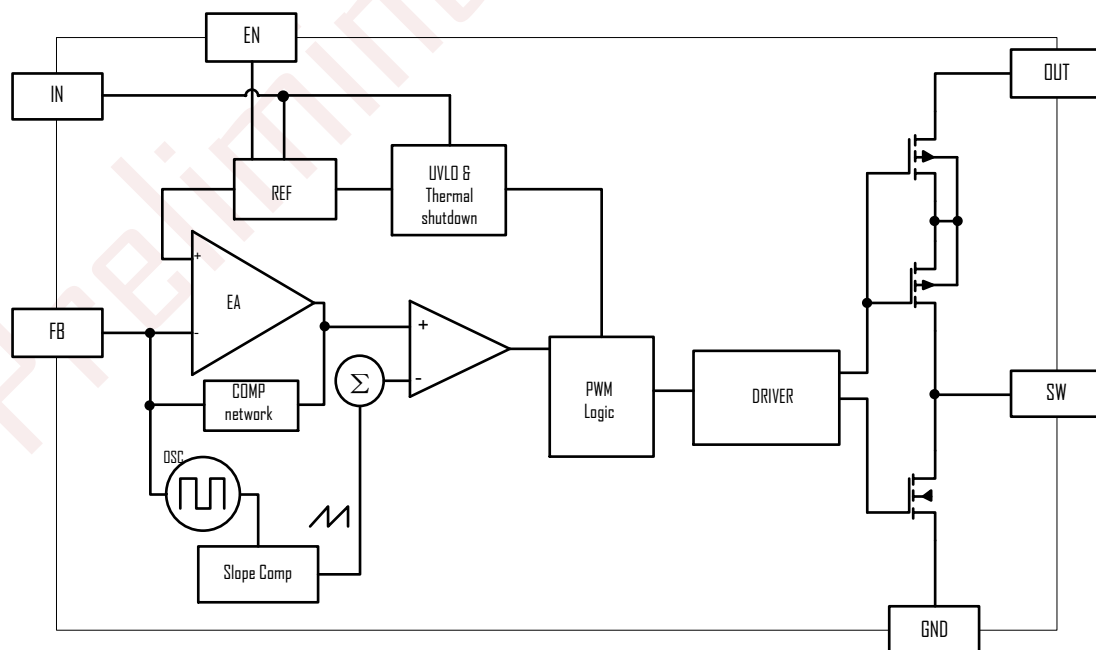 EN
IN
OUT
REF
UVLO &
Thermal
shutdown
+
EA
-
FB
+
-
Σ
COMP
network
PWM
Logic
DRIVER
SW
OSC
Slope Comp
GND
Prelimin